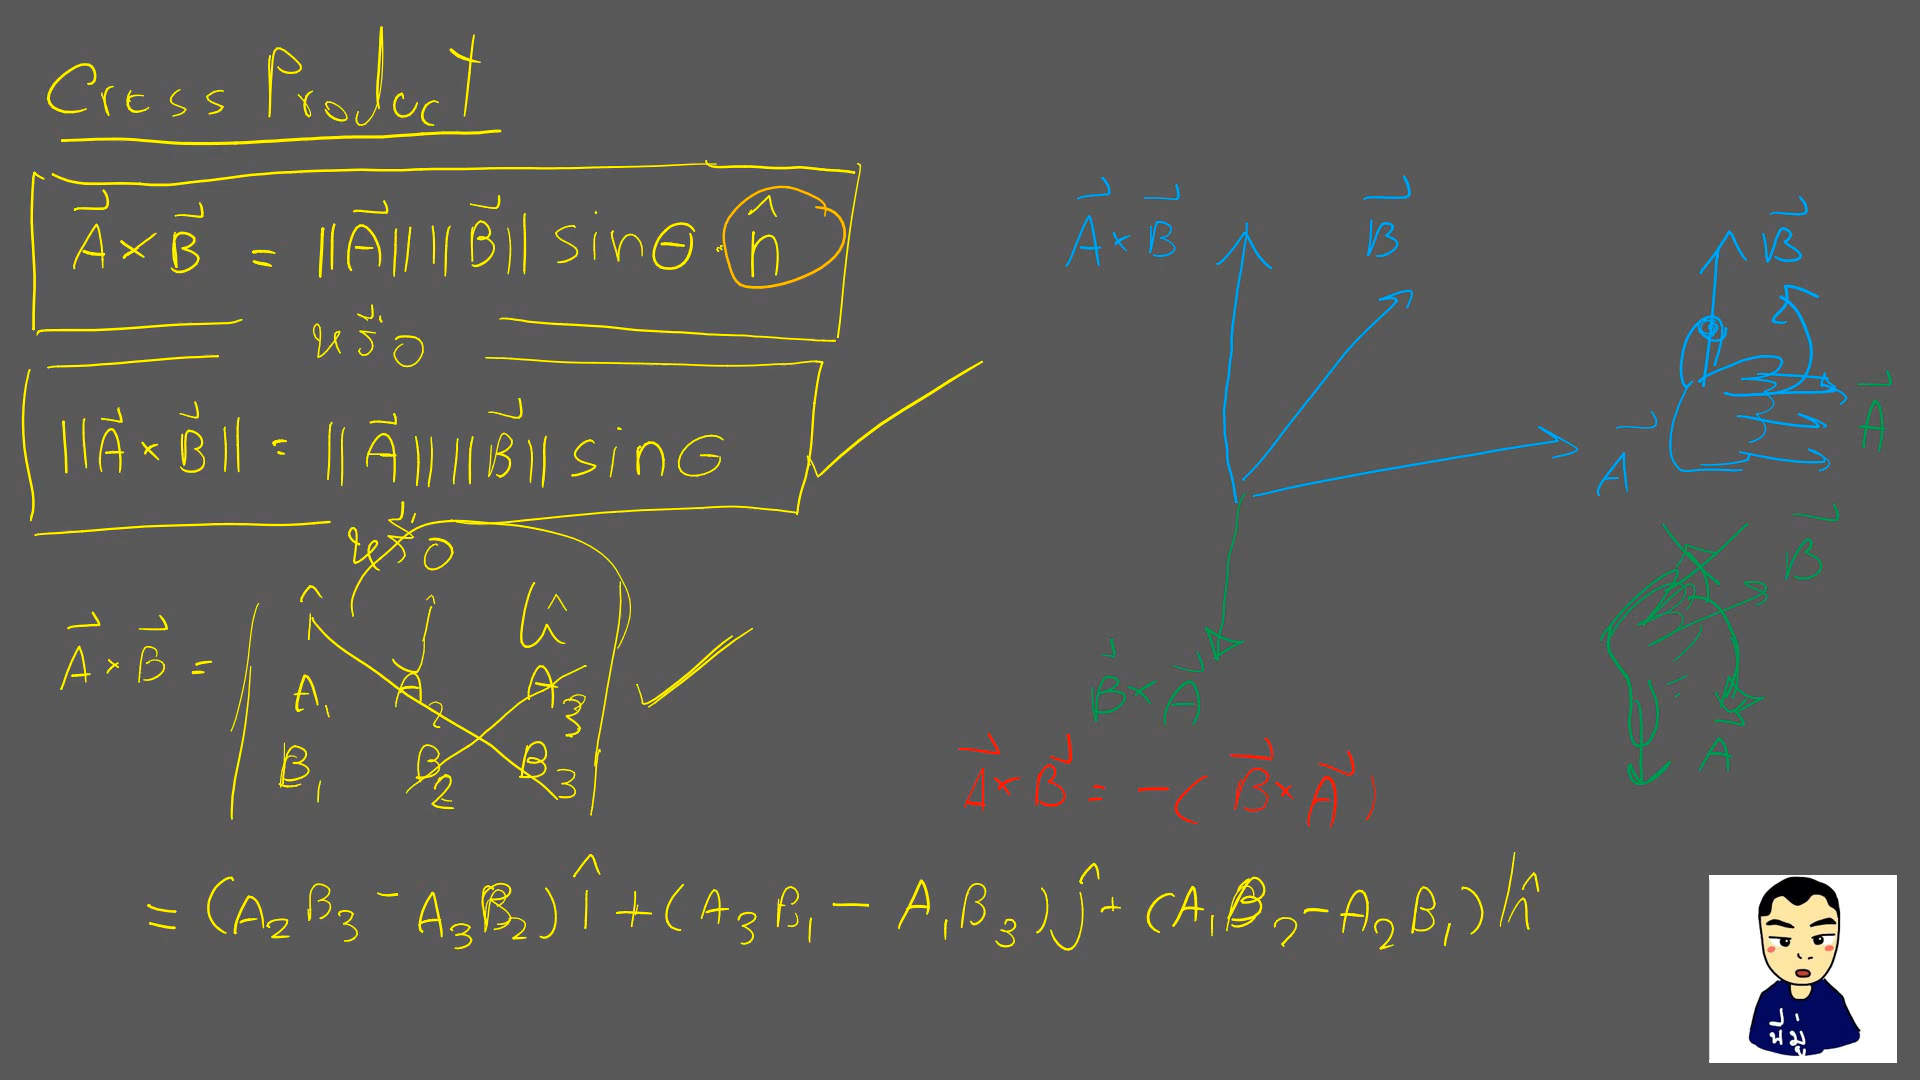 Cross Product
A⃗ × B⃗ = ||A⃗|| ||B⃗|| sinθ · n̂
หรือ
||A⃗ × B⃗|| = ||A⃗|| ||B⃗|| sinθ
หรือ
A⃗ × B⃗ =
î ĵ k̂
A₁ A₂ A₃
B₁ B₂ B₃
= (A₂B₃ - A₃B₂) î + (A₃B₁ - A₁B₃) ĵ + (A₁B₂ - A₂B₁) k̂
A⃗ × B⃗
B⃗
A⃗
B⃗ × A⃗
A⃗ × B⃗ = -(B⃗ × A⃗)
B⃗
A⃗
B⃗
A⃗
พี่ปู